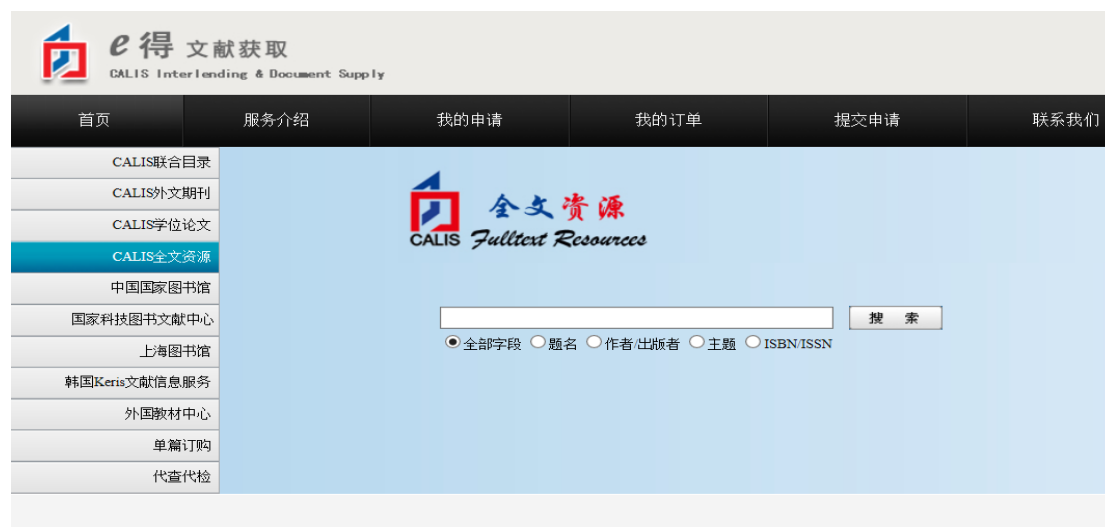 e得 文献获取
CALIS Interlending & Document Supply
首页 服务介绍 我的申请 我的订单 提交申请 联系我们
CALIS联合目录
CALIS外文期刊
CALIS学位论文
CALIS全文资源
中国国家图书馆
国家科技图书文献中心
上海图书馆
韩国Keris文献信息服务
外国教材中心
单篇订购
代查代检
全文资源
CALIS Fulltext Resources
搜 索
全部字段 题名 作者/出版者 主题 ISBN/ISSN